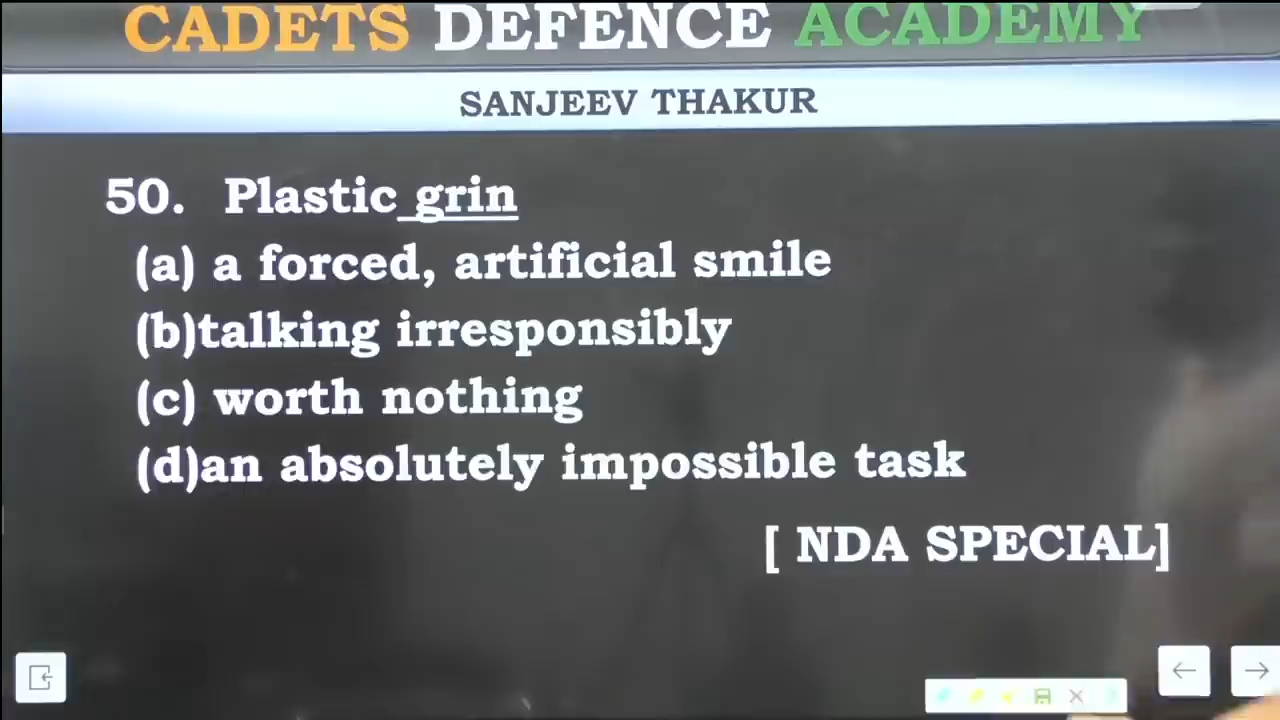 CADETS DEFENCE ACADEMY
SANJEEV THAKUR
50. Plastic grin
(a) a forced, artificial smile
(b)talking irresponsibly
(c) worth nothing
(d)an absolutely impossible task
[ NDA SPECIAL]